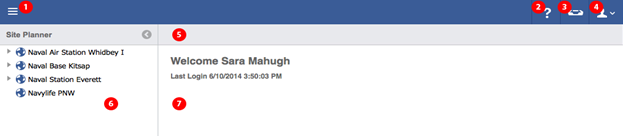 1
2
?
3
4
Site Planner
5
Naval Air Station Whidbey I
Naval Base Kitsap
Naval Station Everett
Navylife PNW
6
Welcome Sara Mahugh
Last Login 6/10/2014 3:50:03 PM
7